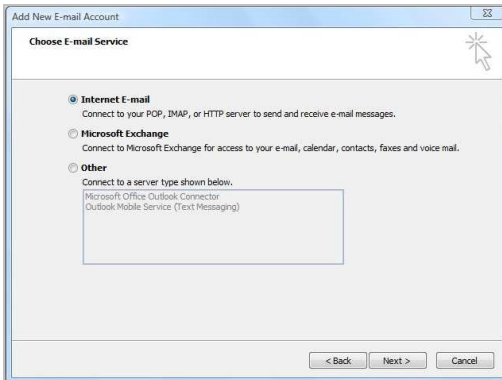 Add New E-mail Account
Choose E-mail Service
Internet E-mail
Connect to your POP, IMAP, or HTTP server to send and receive e-mail messages.
Microsoft Exchange
Connect to Microsoft Exchange for access to your e-mail, calendar, contacts, faxes and voice mail.
Other
Connect to a server type shown below.
Microsoft Office Outlook Connector
Outlook Mobile Service (Text Messaging)
< Back Next > Cancel